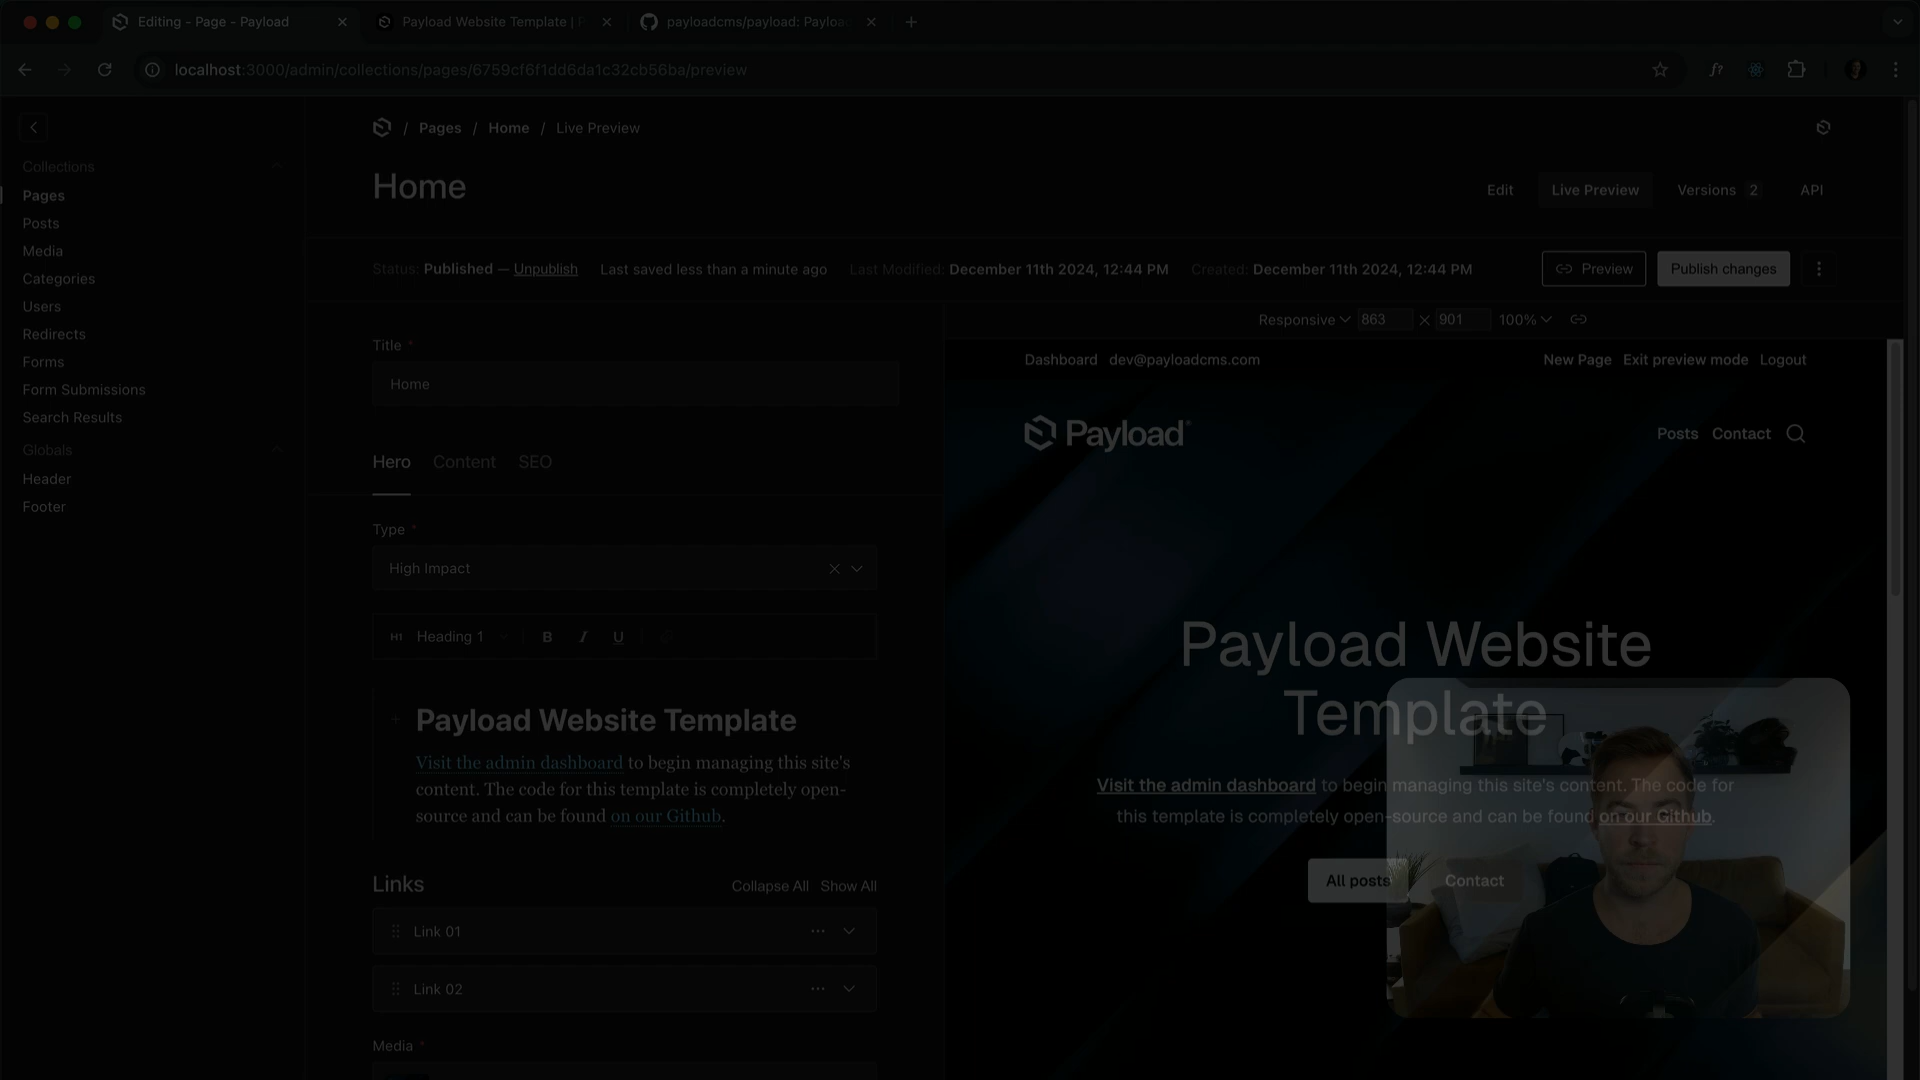 Editing - Page - Payload
Payload Website Template |
payloadcms/payload: Payloa
localhost:3000/admin/collections/pages/6759cf6f1dd6da1c32cb56ba/preview
/ Pages / Home / Live Preview
Collections
Pages
Posts
Media
Categories
Users
Redirects
Forms
Form Submissions
Search Results
Globals
Header
Footer
Home
Edit
Live Preview
Versions 2
API
Status: Published — Unpublish
Last saved less than a minute ago
Last Modified: December 11th 2024, 12:44 PM
Created: December 11th 2024, 12:44 PM
Preview
Publish changes
Title *
Home
Hero
Content
SEO
Type *
High Impact
H1 Heading 1
B I U
Payload Website Template
Visit the admin dashboard to begin managing this site's
content. The code for this template is completely open-
source and can be found on our Github.
Links
Collapse All Show All
Link 01
Link 02
Media *
Responsive 863 × 901 100%
Dashboard dev@payloadcms.com
New Page Exit preview mode Logout
Payload
Posts Contact
Payload Website
Template
Visit the admin dashboard to begin managing this site's content. The code for
this template is completely open-source and can be found on our Github.
All posts
Contact